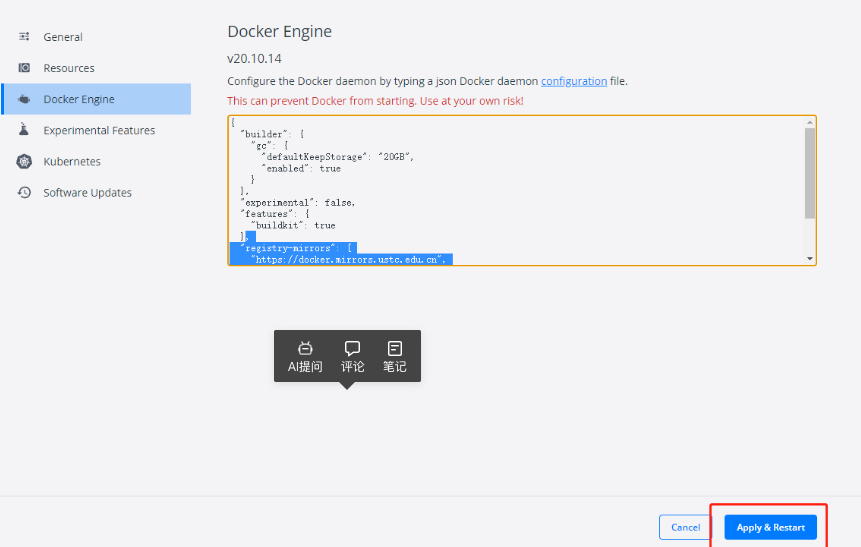 General
Resources
Docker Engine
Experimental Features
Kubernetes
Software Updates
Docker Engine
v20.10.14
Configure the Docker daemon by typing a json Docker daemon configuration file.
This can prevent Docker from starting. Use at your own risk!
{
"builder": {
"gc": {
"defaultKeepStorage": "20GB",
"enabled": true
}
},
"experimental": false,
"features": {
"buildkit": true
},
"registry-mirrors": [
"https://docker.mirrors.ustc.edu.cn",
AI提问 评论 笔记
Cancel Apply & Restart